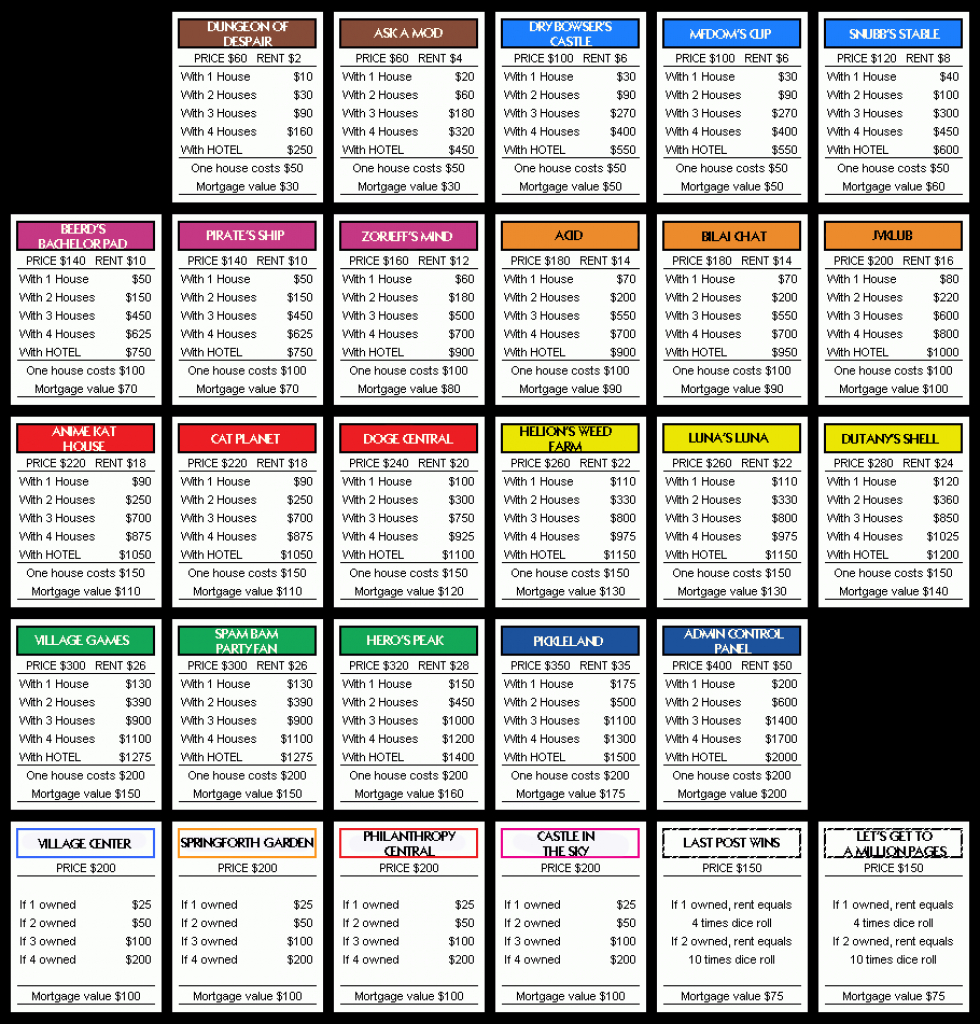 DUNGEON OF
DESPAIR
PRICE $60 RENT $2
With 1 House $10
With 2 Houses $30
With 3 Houses $90
With 4 Houses $160
With HOTEL $250
One house costs $50
Mortgage value $30
ASK A MOD
PRICE $60 RENT $4
With 1 House $20
With 2 Houses $60
With 3 Houses $180
With 4 Houses $320
With HOTEL $450
One house costs $50
Mortgage value $30
DRY BOWSER'S
CASTLE
PRICE $100 RENT $6
With 1 House $30
With 2 Houses $90
With 3 Houses $270
With 4 Houses $400
With HOTEL $550
One house costs $50
Mortgage value $50
MFDOM'S CUP
PRICE $100 RENT $6
With 1 House $30
With 2 Houses $90
With 3 Houses $270
With 4 Houses $400
With HOTEL $550
One house costs $50
Mortgage value $50
SNUBB'S STABLE
PRICE $120 RENT $8
With 1 House $40
With 2 Houses $100
With 3 Houses $300
With 4 Houses $450
With HOTEL $600
One house costs $50
Mortgage value $60
BEERD'S
BACHELOR PAD
PRICE $140 RENT $10
With 1 House $50
With 2 Houses $150
With 3 Houses $450
With 4 Houses $625
With HOTEL $750
One house costs $100
Mortgage value $70
PIRATE'S SHIP
PRICE $140 RENT $10
With 1 House $50
With 2 Houses $150
With 3 Houses $450
With 4 Houses $625
With HOTEL $750
One house costs $100
Mortgage value $70
ZORJEFF'S MIND
PRICE $160 RENT $12
With 1 House $60
With 2 Houses $180
With 3 Houses $500
With 4 Houses $700
With HOTEL $900
One house costs $100
Mortgage value $80
ACID
PRICE $180 RENT $14
With 1 House $70
With 2 Houses $200
With 3 Houses $550
With 4 Houses $700
With HOTEL $900
One house costs $100
Mortgage value $90
BILAI CHAT
PRICE $180 RENT $14
With 1 House $70
With 2 Houses $200
With 3 Houses $550
With 4 Houses $700
With HOTEL $950
One house costs $100
Mortgage value $90
JVKLUB
PRICE $200 RENT $16
With 1 House $80
With 2 Houses $220
With 3 Houses $600
With 4 Houses $800
With HOTEL $1000
One house costs $100
Mortgage value $100
ANIME KAT
HOUSE
PRICE $220 RENT $18
With 1 House $90
With 2 Houses $250
With 3 Houses $700
With 4 Houses $875
With HOTEL $1050
One house costs $150
Mortgage value $110
CAT PLANET
PRICE $220 RENT $18
With 1 House $90
With 2 Houses $250
With 3 Houses $700
With 4 Houses $875
With HOTEL $1050
One house costs $150
Mortgage value $110
DOGE CENTRAL
PRICE $240 RENT $20
With 1 House $100
With 2 Houses $300
With 3 Houses $750
With 4 Houses $925
With HOTEL $1100
One house costs $150
Mortgage value $120
HELION'S WEED
FARM
PRICE $260 RENT $22
With 1 House $110
With 2 Houses $330
With 3 Houses $800
With 4 Houses $975
With HOTEL $1150
One house costs $150
Mortgage value $130
LUNA'S LUNA
PRICE $260 RENT $22
With 1 House $110
With 2 Houses $330
With 3 Houses $800
With 4 Houses $975
With HOTEL $1150
One house costs $150
Mortgage value $130
DUTANY'S SHELL
PRICE $280 RENT $24
With 1 House $120
With 2 Houses $360
With 3 Houses $850
With 4 Houses $1025
With HOTEL $1200
One house costs $150
Mortgage value $140
VILLAGE GAMES
PRICE $300 RENT $26
With 1 House $130
With 2 Houses $390
With 3 Houses $900
With 4 Houses $1100
With HOTEL $1275
One house costs $200
Mortgage value $150
SPAM BAM
PARTY FAN
PRICE $300 RENT $26
With 1 House $130
With 2 Houses $390
With 3 Houses $900
With 4 Houses $1100
With HOTEL $1275
One house costs $200
Mortgage value $150
HERO'S PEAK
PRICE $320 RENT $28
With 1 House $150
With 2 Houses $450
With 3 Houses $1000
With 4 Houses $1200
With HOTEL $1400
One house costs $200
Mortgage value $160
PICKLELAND
PRICE $350 RENT $35
With 1 House $175
With 2 Houses $500
With 3 Houses $1100
With 4 Houses $1300
With HOTEL $1500
One house costs $200
Mortgage value $175
ADMIN CONTROL
PANEL
PRICE $400 RENT $50
With 1 House $200
With 2 Houses $600
With 3 Houses $1400
With 4 Houses $1700
With HOTEL $2000
One house costs $200
Mortgage value $200
VILLAGE CENTER
PRICE $200
If 1 owned $25
If 2 owned $50
If 3 owned $100
If 4 owned $200
Mortgage value $100
SPRINGFORTH GARDEN
PRICE $200
If 1 owned $25
If 2 owned $50
If 3 owned $100
If 4 owned $200
Mortgage value $100
PHILANTHROPY
CENTRAL
PRICE $200
If 1 owned $25
If 2 owned $50
If 3 owned $100
If 4 owned $200
Mortgage value $100
CASTLE IN
THE SKY
PRICE $200
If 1 owned $25
If 2 owned $50
If 3 owned $100
If 4 owned $200
Mortgage value $100
LAST POST WINS
PRICE $150
If 1 owned, rent equals
4 times dice roll
If 2 owned, rent equals
10 times dice roll
Mortgage value $75
LET'S GET TO
A MILLION PAGES
PRICE $150
If 1 owned, rent equals
4 times dice roll
If 2 owned, rent equals
10 times dice roll
Mortgage value $75